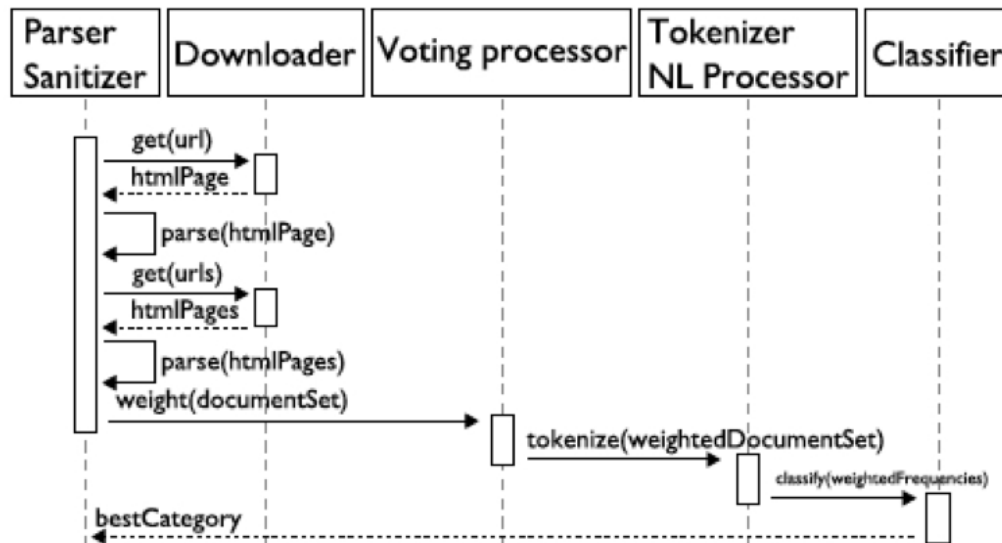 Parser
Sanitizer
Downloader
Voting processor
Tokenizer
NL Processor
Classifier
get(url)
htmlPage
parse(htmlPage)
get(urls)
htmlPages
parse(htmlPages)
weight(documentSet)
tokenize(weightedDocumentSet)
classify(weightedFrequencies)
bestCategory